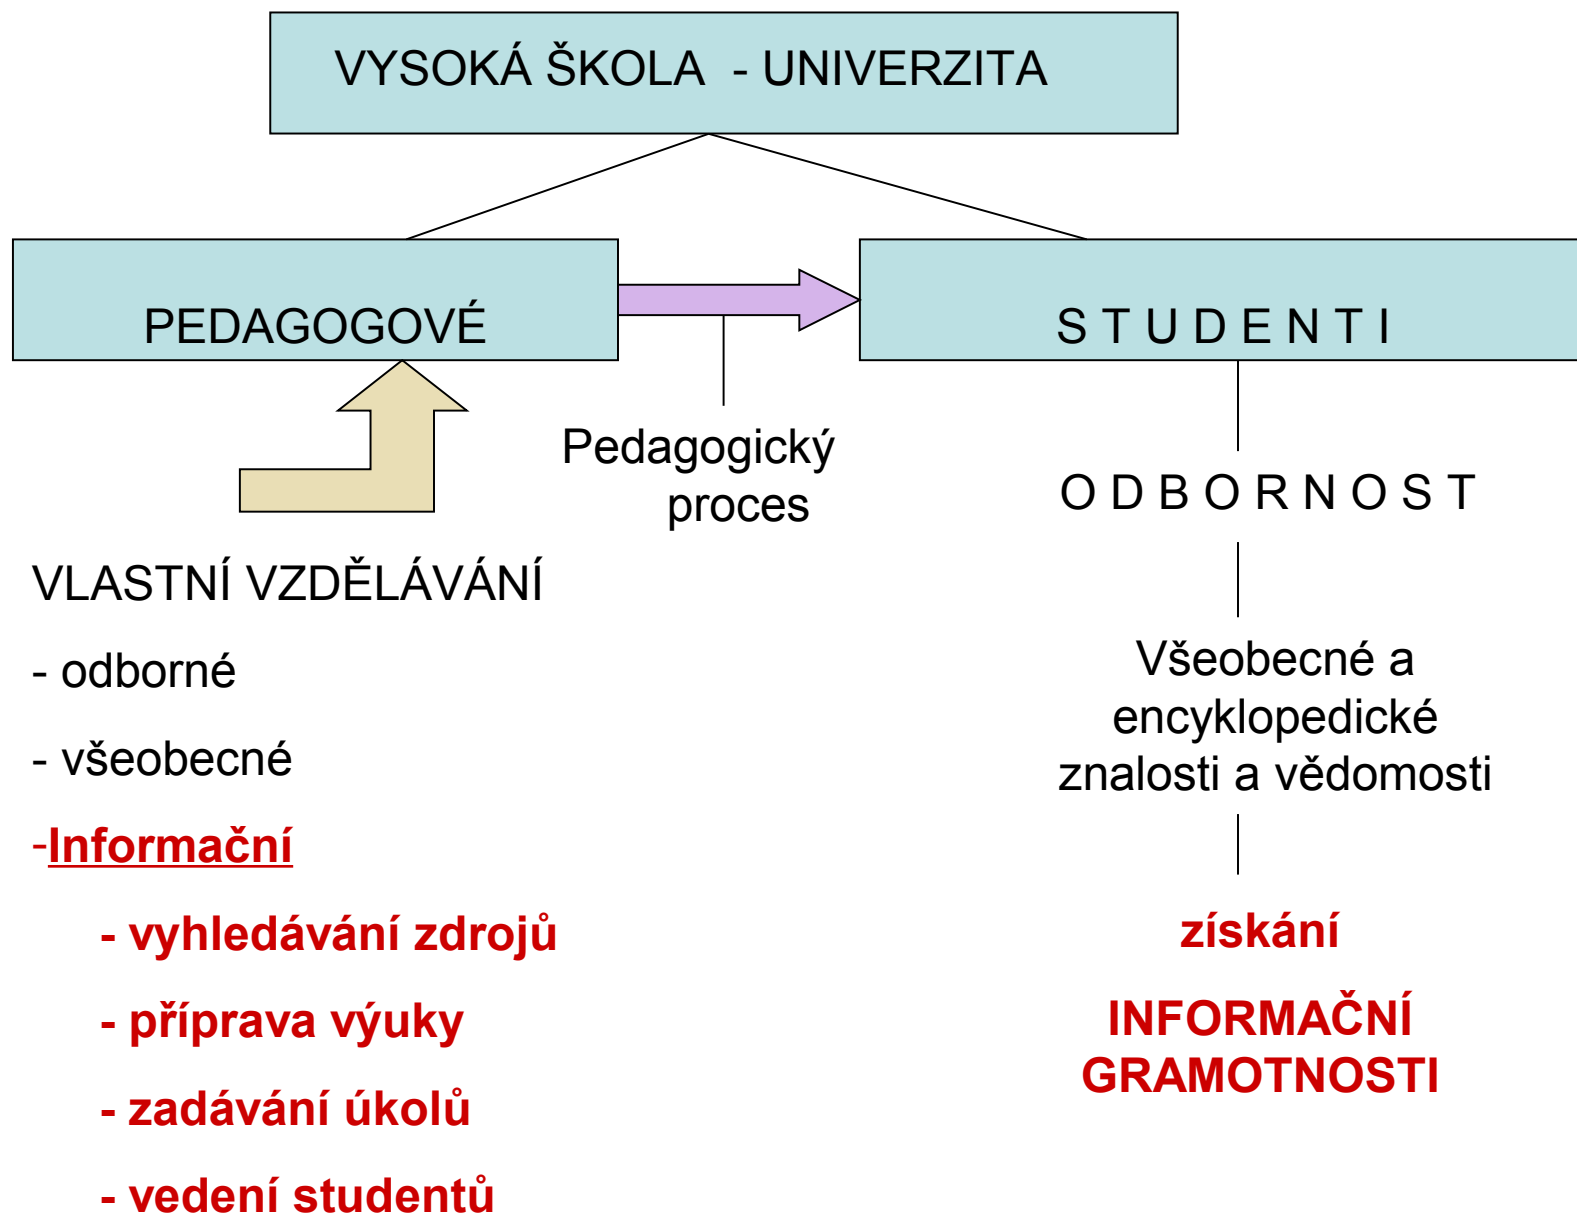 VYSOKÁ ŠKOLA - UNIVERZITA
PEDAGOGOVÉ
S T U D E N T I
Pedagogický
proces
O D B O R N O S T
VLASTNÍ VZDĚLÁVÁNÍ
- odborné
- všeobecné
-Informační
- vyhledávání zdrojů
- příprava výuky
- zadávání úkolů
- vedení studentů
Všeobecné a
encyklopedické
znalosti a vědomosti
získání
INFORMAČNÍ
GRAMOTNOSTI